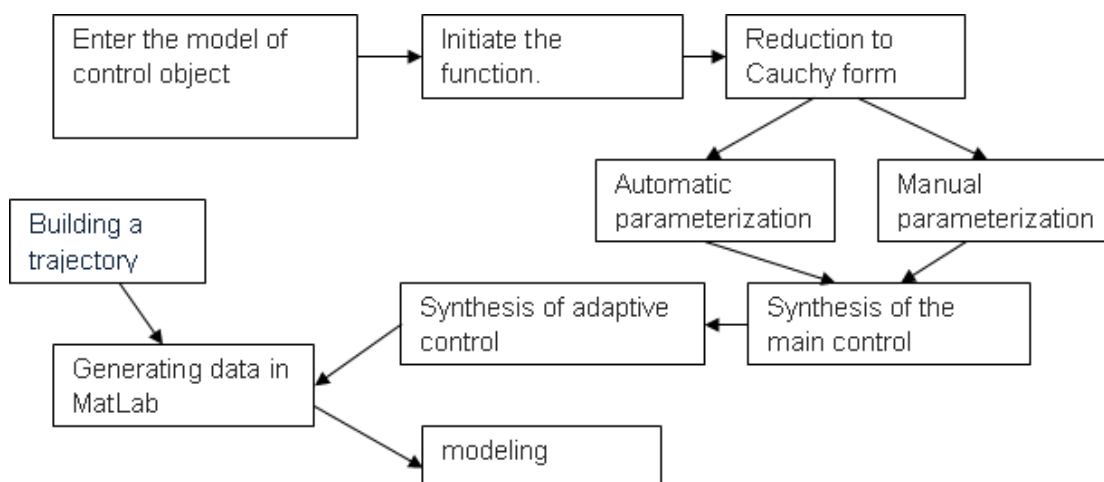 Enter the model of
control object
Initiate the
function.
Reduction to
Cauchy form
Automatic
parameterization
Manual
parameterization
Building a
trajectory
Synthesis of adaptive
control
Synthesis of the
main control
Generating data in
MatLab
modeling